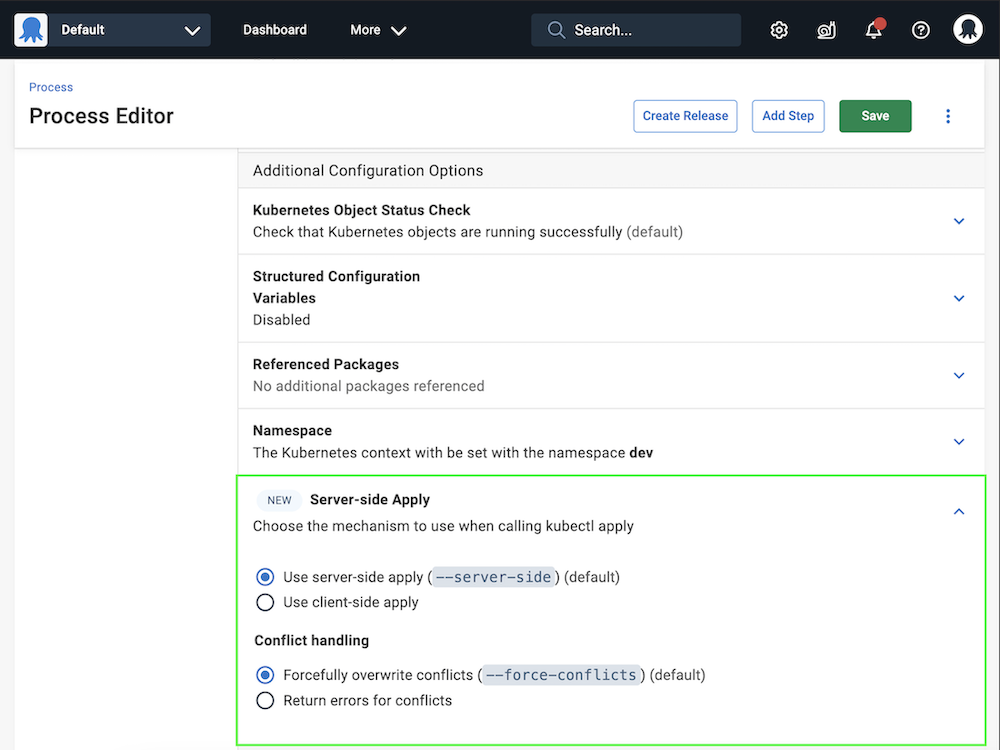 Default
Dashboard
More
Search...
Process
Process Editor
Create Release
Add Step
Save
Additional Configuration Options
Kubernetes Object Status Check
Check that Kubernetes objects are running successfully (default)
Structured Configuration
Variables
Disabled
Referenced Packages
No additional packages referenced
Namespace
The Kubernetes context with be set with the namespace dev
NEW Server-side Apply
Choose the mechanism to use when calling kubectl apply
Use server-side apply (--server-side) (default)
Use client-side apply
Conflict handling
Forcefully overwrite conflicts (--force-conflicts) (default)
Return errors for conflicts